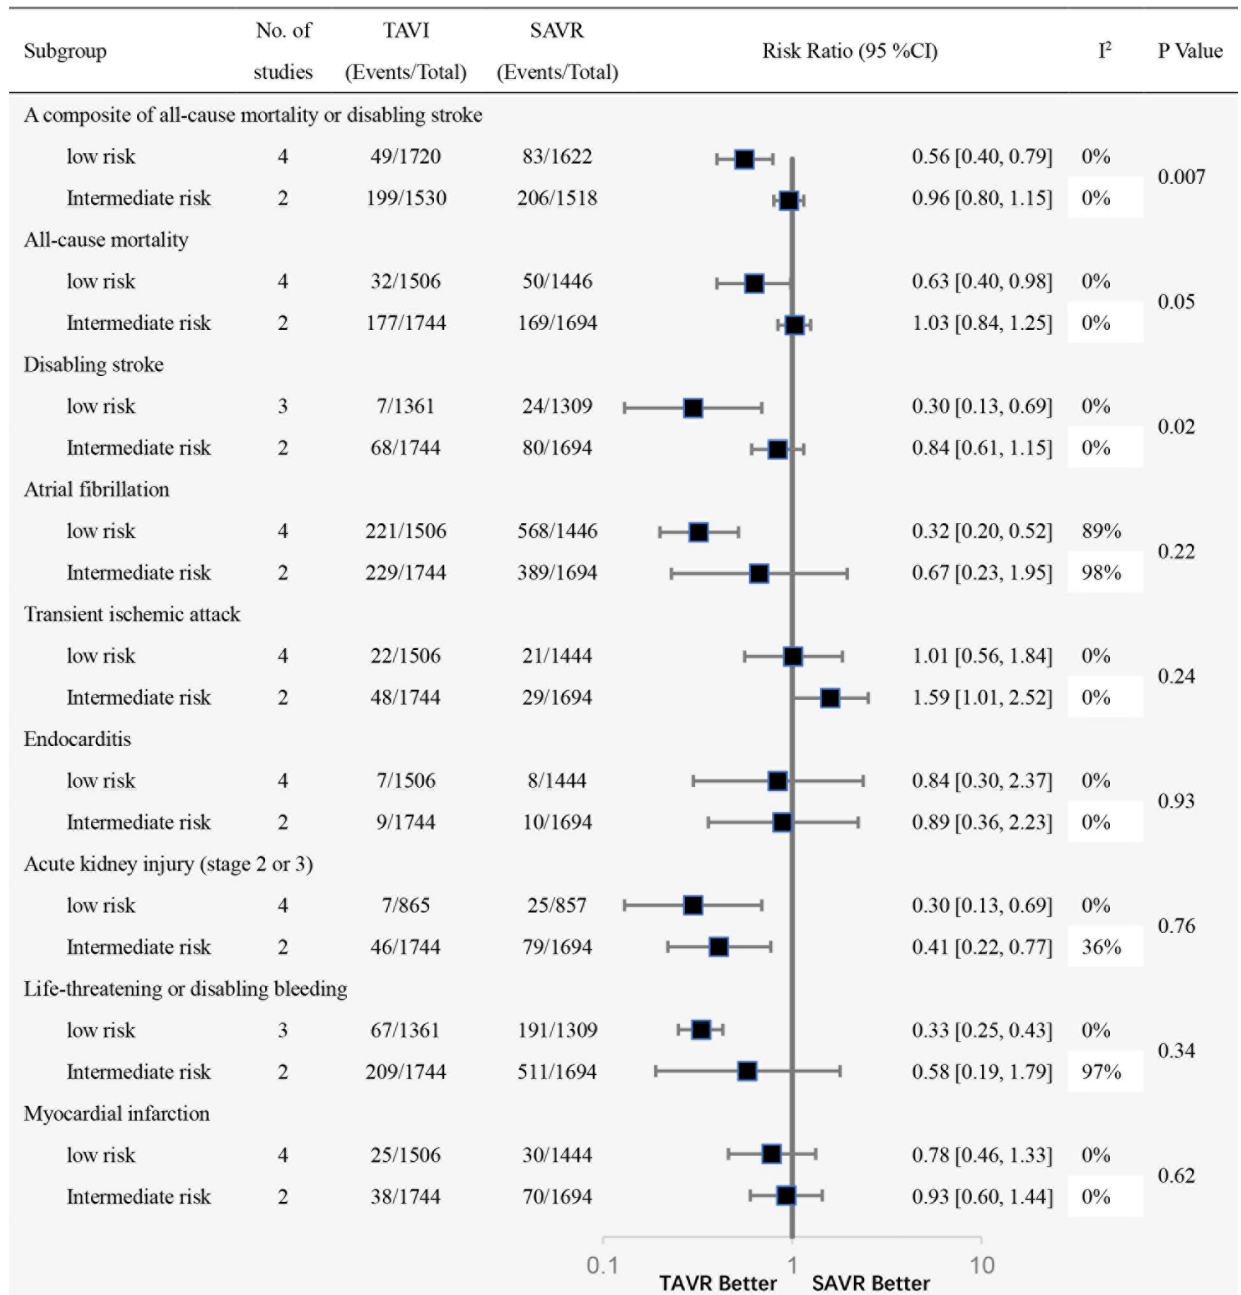 Subgroup No. of studies TAVI (Events/Total) SAVR (Events/Total) Risk Ratio (95 %CI) I² P Value
A composite of all-cause mortality or disabling stroke
low risk 4 49/1720 83/1622 0.56 [0.40, 0.79] 0%
0.007
Intermediate risk 2 199/1530 206/1518 0.96 [0.80, 1.15] 0%
All-cause mortality
low risk 4 32/1506 50/1446 0.63 [0.40, 0.98] 0%
0.05
Intermediate risk 2 177/1744 169/1694 1.03 [0.84, 1.25] 0%
Disabling stroke
low risk 3 7/1361 24/1309 0.30 [0.13, 0.69] 0%
0.02
Intermediate risk 2 68/1744 80/1694 0.84 [0.61, 1.15] 0%
Atrial fibrillation
low risk 4 221/1506 568/1446 0.32 [0.20, 0.52] 89%
0.22
Intermediate risk 2 229/1744 389/1694 0.67 [0.23, 1.95] 98%
Transient ischemic attack
low risk 4 22/1506 21/1444 1.01 [0.56, 1.84] 0%
0.24
Intermediate risk 2 48/1744 29/1694 1.59 [1.01, 2.52] 0%
Endocarditis
low risk 4 7/1506 8/1444 0.84 [0.30, 2.37] 0%
0.93
Intermediate risk 2 9/1744 10/1694 0.89 [0.36, 2.23] 0%
Acute kidney injury (stage 2 or 3)
low risk 4 7/865 25/857 0.30 [0.13, 0.69] 0%
0.76
Intermediate risk 2 46/1744 79/1694 0.41 [0.22, 0.77] 36%
Life-threatening or disabling bleeding
low risk 3 67/1361 191/1309 0.33 [0.25, 0.43] 0%
0.34
Intermediate risk 2 209/1744 511/1694 0.58 [0.19, 1.79] 97%
Myocardial infarction
low risk 4 25/1506 30/1444 0.78 [0.46, 1.33] 0%
0.62
Intermediate risk 2 38/1744 70/1694 0.93 [0.60, 1.44] 0%
0.1 1 10
TAVR Better SAVR Better